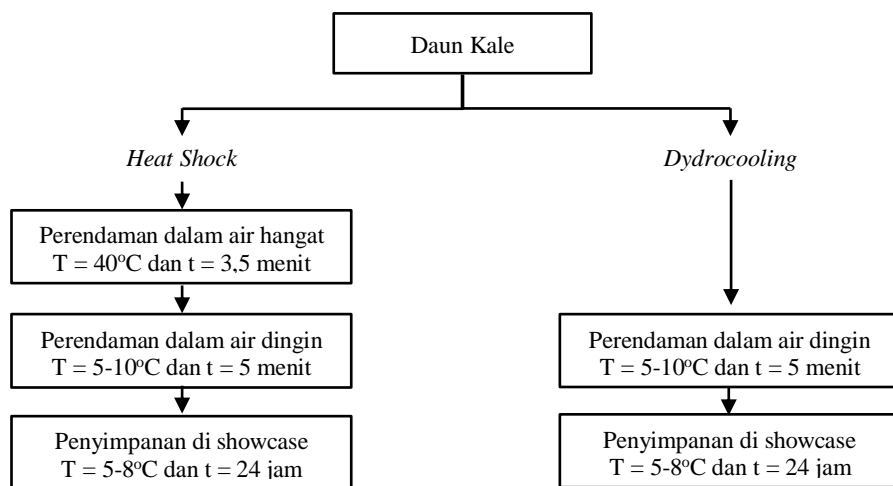 Daun Kale
Heat Shock
Dydrocooling
Perendaman dalam air hangat
T = 40°C dan t = 3,5 menit
Perendaman dalam air dingin
T = 5-10°C dan t = 5 menit
Perendaman dalam air dingin
T = 5-10°C dan t = 5 menit
Penyimpanan di showcase
T = 5-8°C dan t = 24 jam
Penyimpanan di showcase
T = 5-8°C dan t = 24 jam